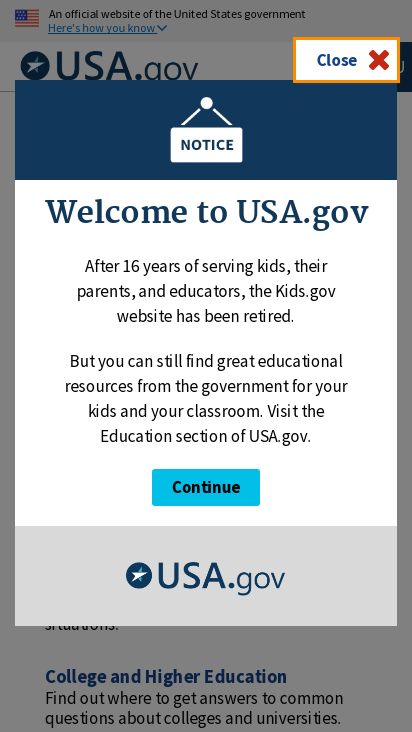 An official website of the United States government
Here's how you know
USA.gov
Close
NOTICE
Welcome to USA.gov
After 16 years of serving kids, their
parents, and educators, the Kids.gov
website has been retired.
But you can still find great educational
resources from the government for your
kids and your classroom. Visit the
Education section of USA.gov.
Continue
USA.gov
situations.
College and Higher Education
Find out where to get answers to common
questions about colleges and universities.